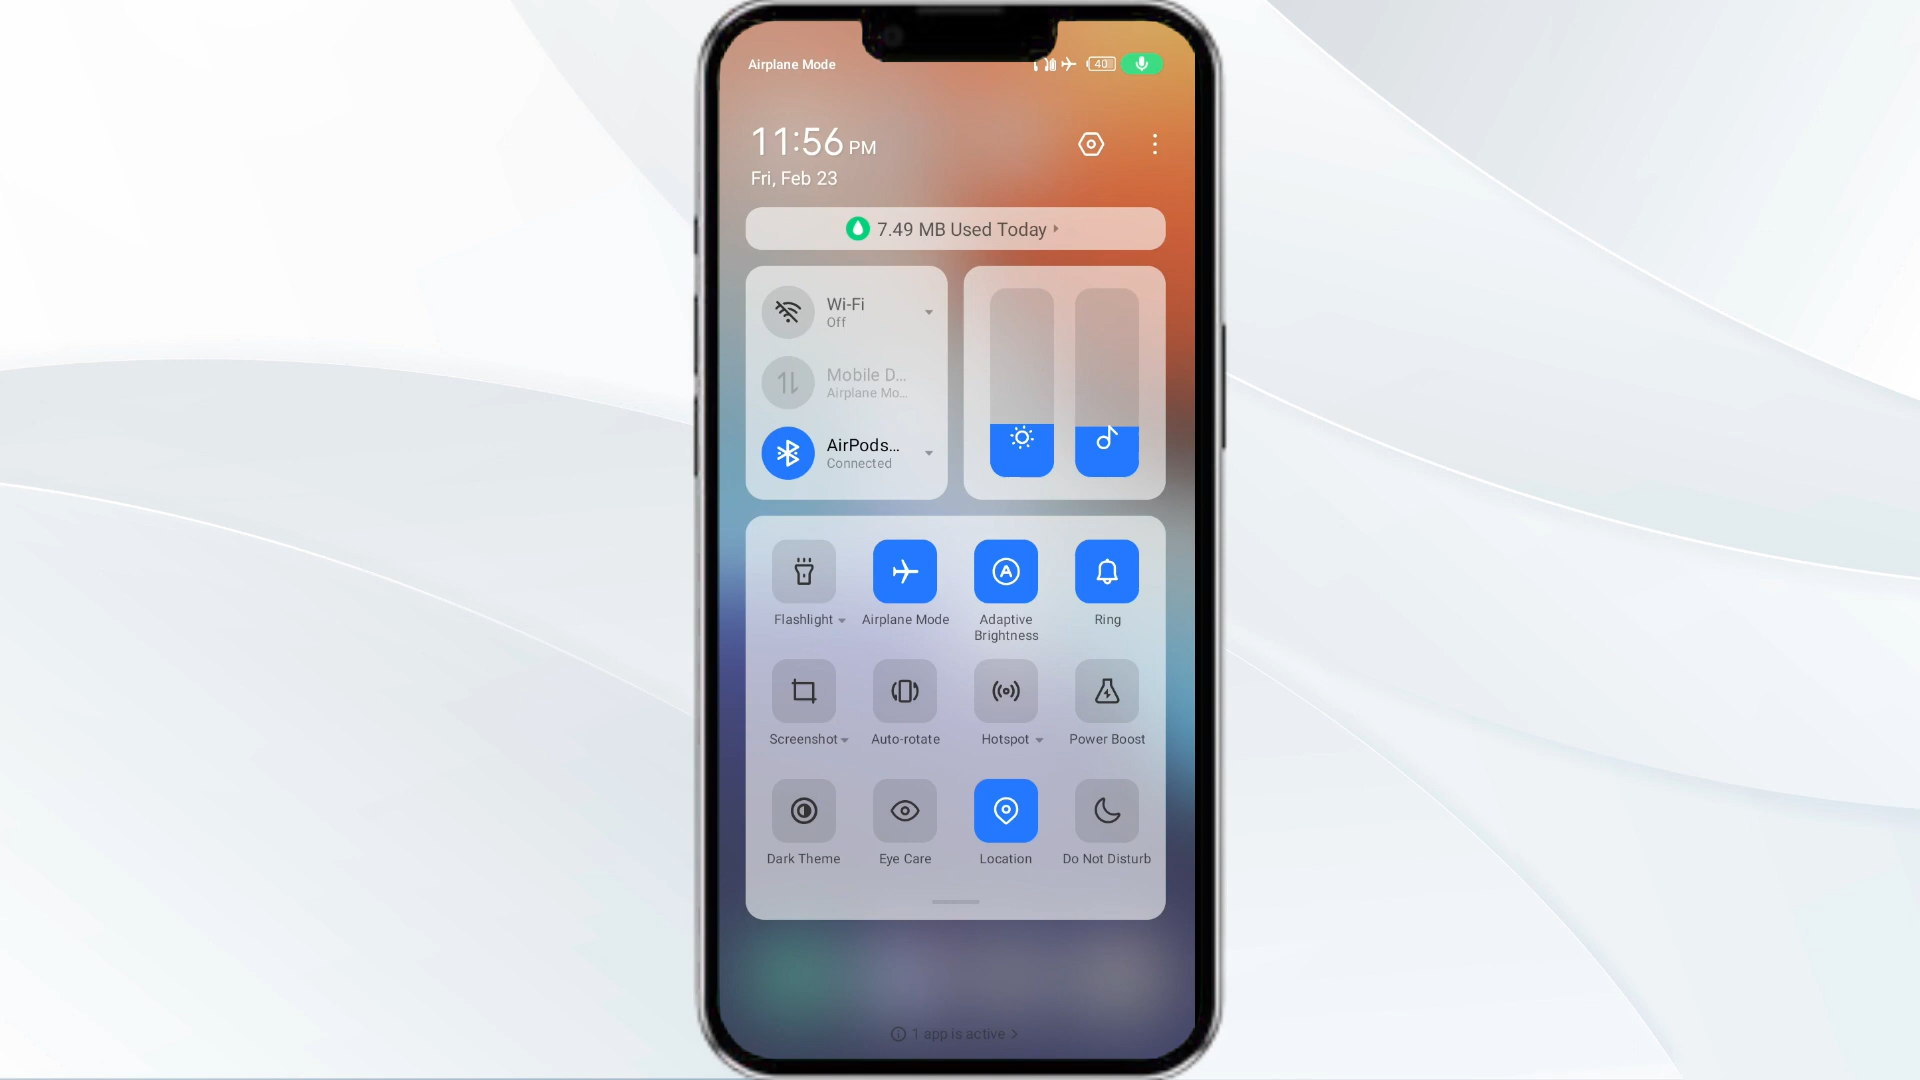 Airplane Mode
40
11:56 PM
Fri, Feb 23
7.49 MB Used Today
Wi-Fi
Off
Mobile D...
Airplane Mo...
AirPods...
Connected
Flashlight
Airplane Mode
Adaptive
Brightness
Ring
Screenshot
Auto-rotate
Hotspot
Power Boost
Dark Theme
Eye Care
Location
Do Not Disturb
1 app is active